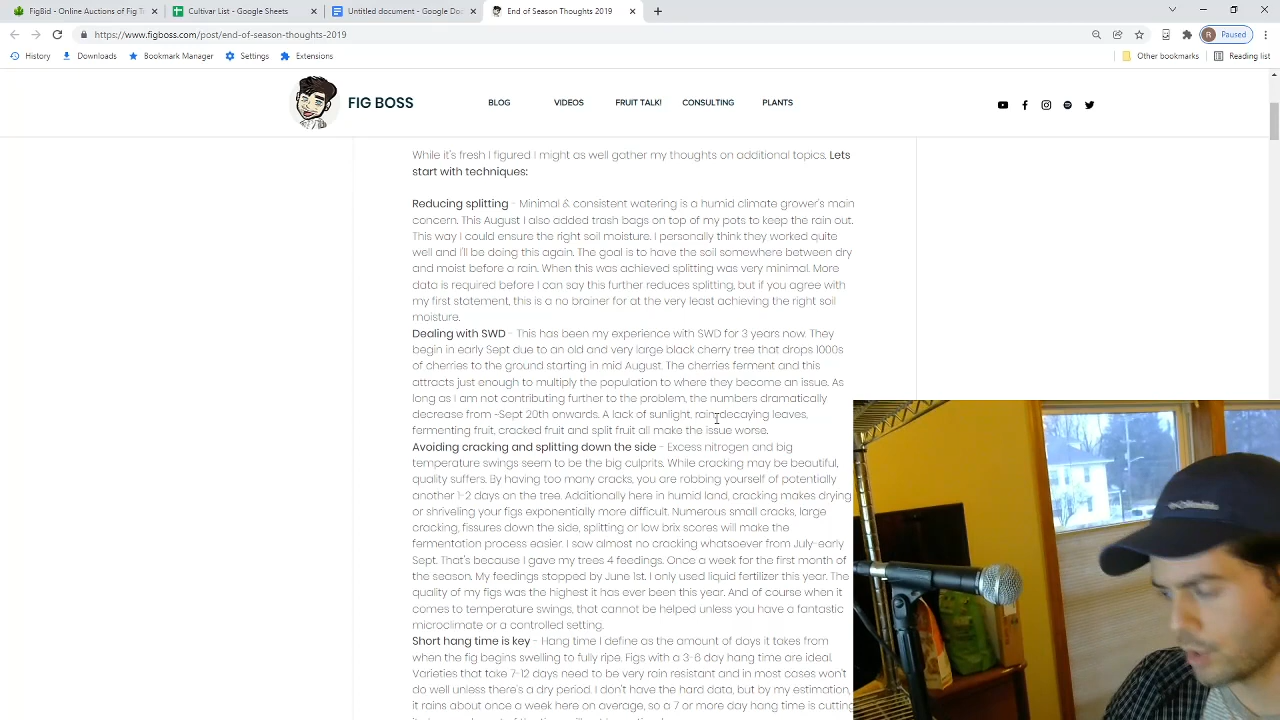 FigBid - Online Auctions of Fig T
Cultivar List - Google Sheets
Untitled document - Google Do
End of Season Thoughts 2019
https://www.figboss.com/post/end-of-season-thoughts-2019
Paused
History
Downloads
Bookmark Manager
Settings
Extensions
Other bookmarks
Reading list
FIG BOSS
BLOG
VIDEOS
FRUIT TALK!
CONSULTING
PLANTS
While it's fresh I figured I might as well gather my thoughts on additional topics. Lets
start with techniques:
Reducing splitting - Minimal & consistent watering is a humid climate grower's main
concern. This August I also added trash bags on top of my pots to keep the rain out.
This way I could ensure the right soil moisture. I personally think they worked quite
well and I'll be doing this again. The goal is to have the soil somewhere between dry
and moist before a rain. When this was achieved splitting was very minimal. More
data is required before I can say this further reduces splitting, but if you agree with
my first statement, this is a no brainer for at the very least achieving the right soil
moisture.
Dealing with SWD - This has been my experience with SWD for 3 years now. They
begin in early Sept due to an old and very large black cherry tree that drops 1000s
of cherries to the ground starting in mid August. The cherries ferment and this
attracts just enough to multiply the population to where they become an issue. As
long as I am not contributing further to the problem, the numbers dramatically
decrease from ~Sept 20th onwards. A lack of sunlight, rain, decaying leaves,
fermenting fruit, cracked fruit and split fruit all make the issue worse.
Avoiding cracking and splitting down the side - Excess nitrogen and big
temperature swings seem to be the big culprits. While cracking may be beautiful,
quality suffers. By having too many cracks, you are robbing yourself of potentially
another 1-2 days on the tree. Additionally here in humid land, cracking makes drying
or shriveling your figs exponentially more difficult. Numerous small cracks, large
cracking, fissures down the side, splitting or low brix scores will make the
fermentation process easier. I saw almost no cracking whatsoever from July-early
Sept. That's because I gave my trees 4 feedings. Once a week for the first month of
the season. My feedings stopped by June 1st. I only used liquid fertilizer this year. The
quality of my figs was the highest it has ever been this year. And of course when it
comes to temperature swings, that cannot be helped unless you have a fantastic
microclimate or a controlled setting.
Short hang time is key - Hang time I define as the amount of days it takes from
when the fig begins swelling to fully ripe. Figs with a 3-6 day hang time are ideal.
Varieties that take 7-12 days need to be very rain resistant and in most cases won't
do well unless there's a dry period. I don't have the hard data, but by my estimation,
it rains about once a week here on average, so a 7 or more day hang time is cutting